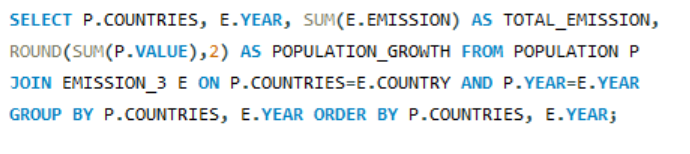 SELECT P.COUNTRIES, E.YEAR, SUM(E.EMISSION) AS TOTAL_EMISSION,
ROUND(SUM(P.VALUE),2) AS POPULATION_GROWTH FROM POPULATION P
JOIN EMISSION_3 E ON P.COUNTRIES=E.COUNTRY AND P.YEAR=E.YEAR
GROUP BY P.COUNTRIES, E.YEAR ORDER BY P.COUNTRIES, E.YEAR;